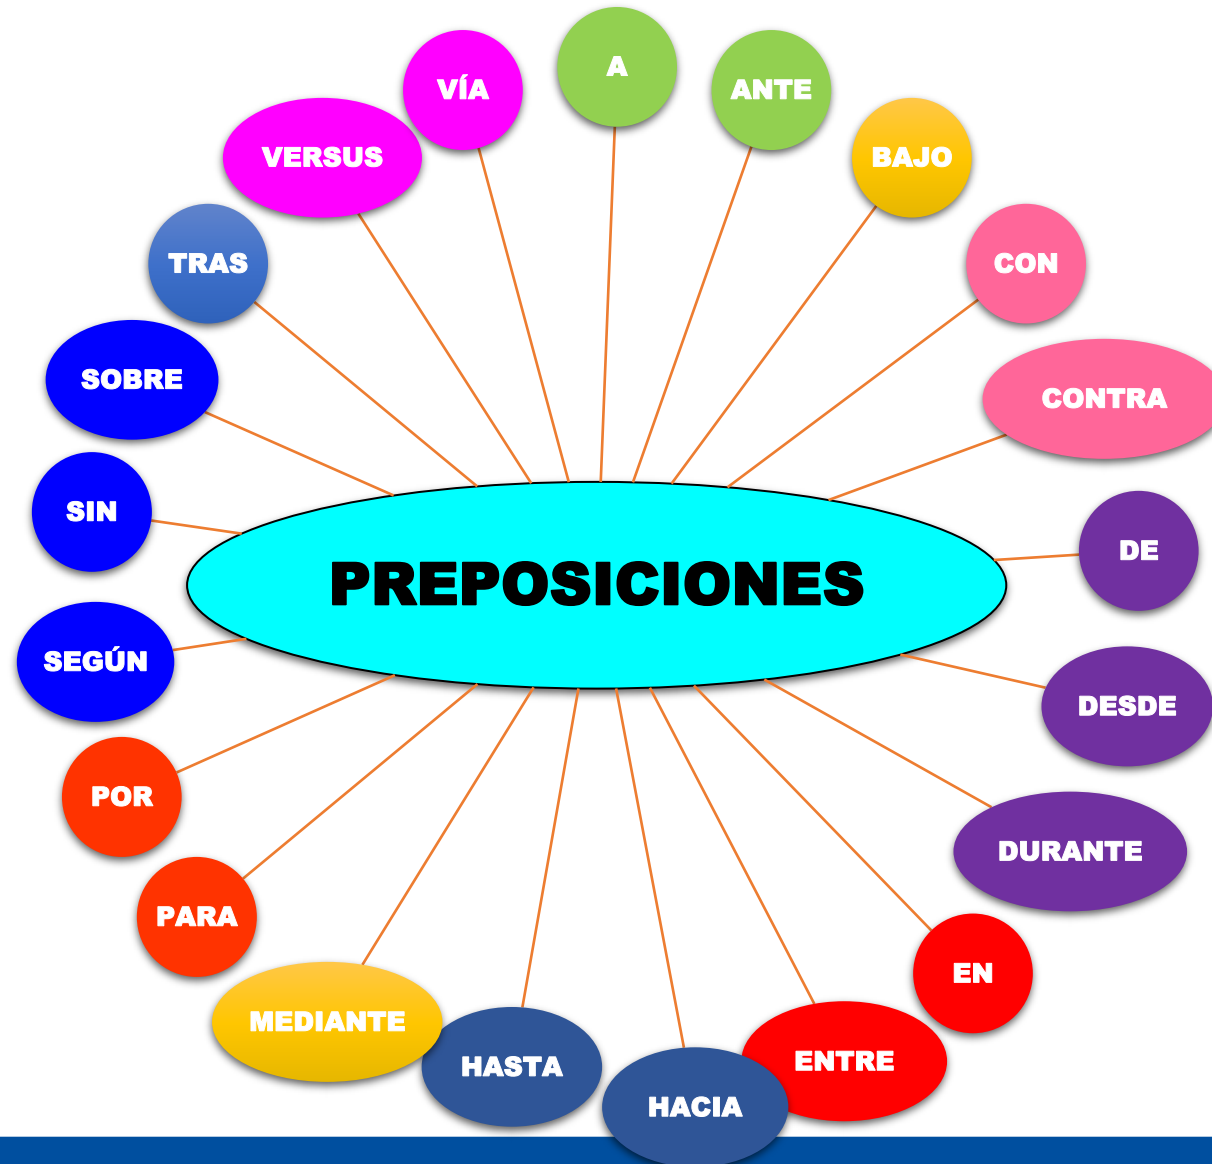 A
ANTE
BAJO
CON
CONTRA
DE
DESDE
DURANTE
EN
ENTRE
HACIA
HASTA
MEDIANTE
PARA
POR
SEGÚN
SIN
SOBRE
TRAS
VERSUS
VÍA
PREPOSICIONES